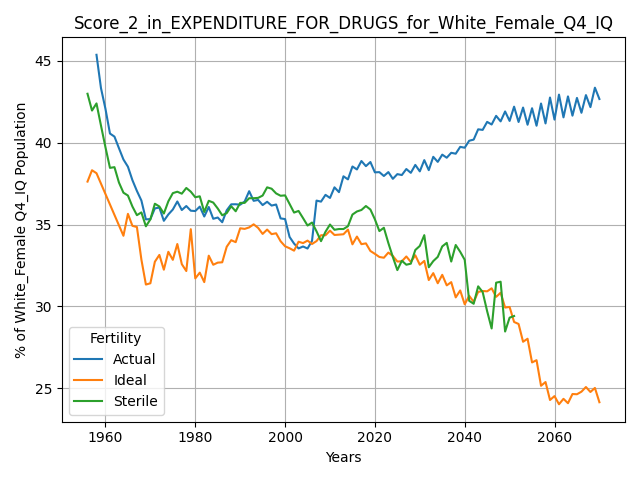 Score_2_in_EXPENDITURE_FOR_DRUGS_for_White_Female_Q4_IQ
% of White_Female Q4_IQ Population
45
40
35
30
25
Fertility
Actual
Ideal
Sterile
1960 1980 2000 2020 2040 2060
Years